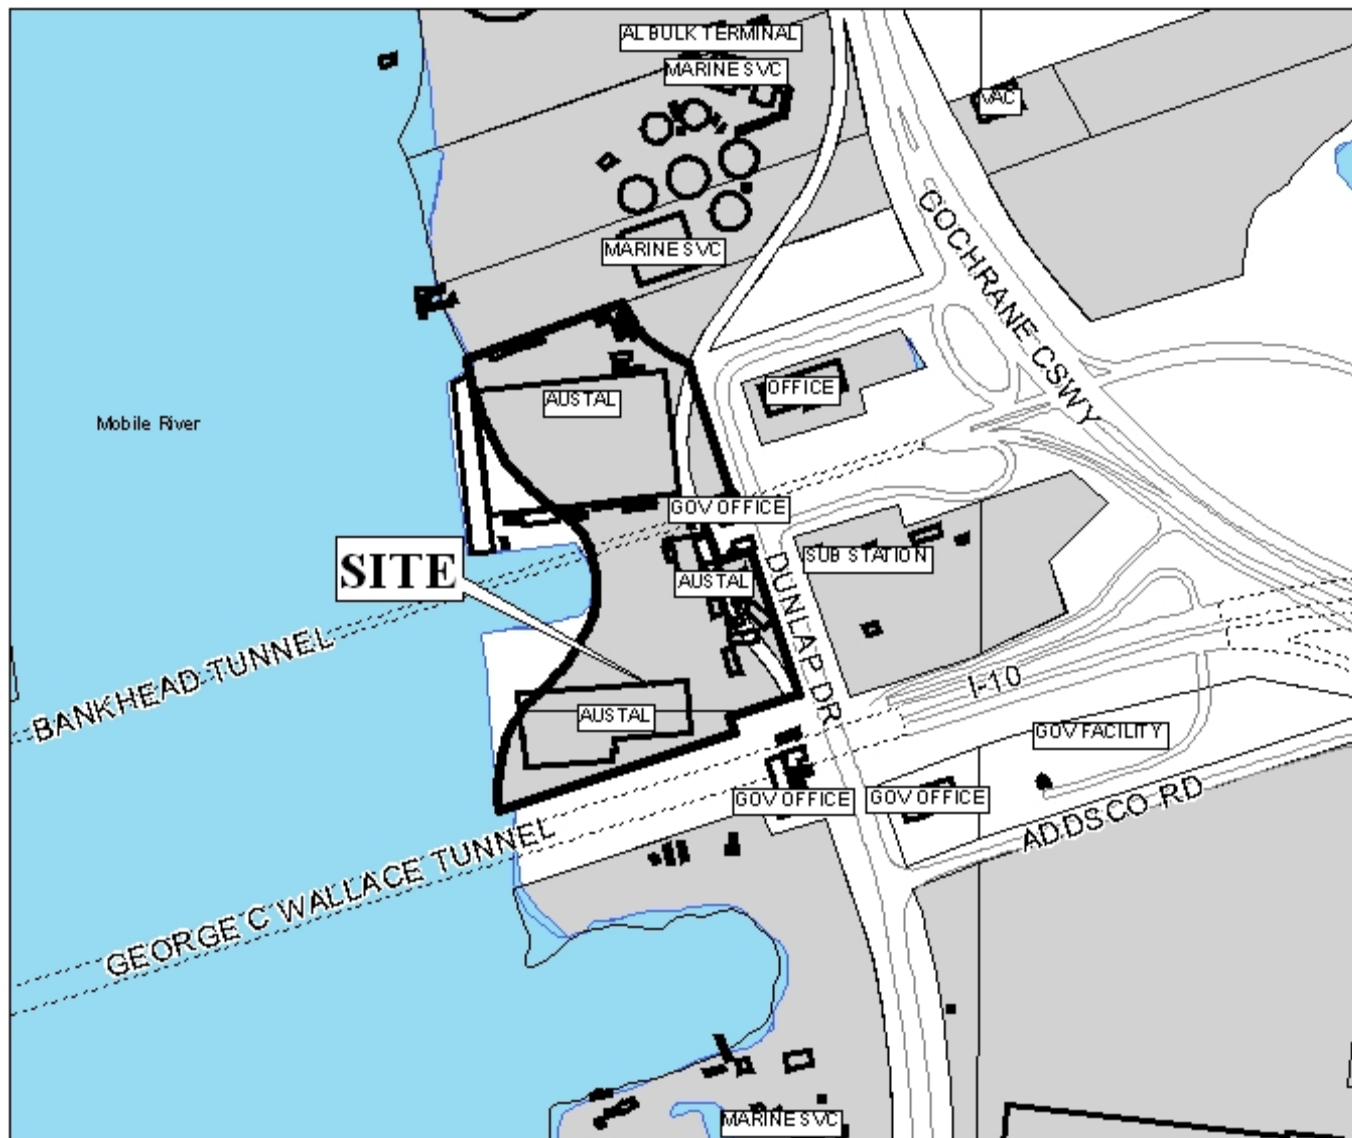 AL BULK TERMINAL
MARINE SVC
VAC
COCHRANE CSWY
MARINE SVC
OFFICE
AUSTAL
Mobile River
GOV OFFICE
SUB STATION
SITE
AUSTAL
DUNLAP DR
BANKHEAD TUNNEL
I-10
AUSTAL
GOV FACILITY
GOV OFFICE
GOV OFFICE
ADDSCO RD
GEORGE C WALLACE TUNNEL
MARINE SVC